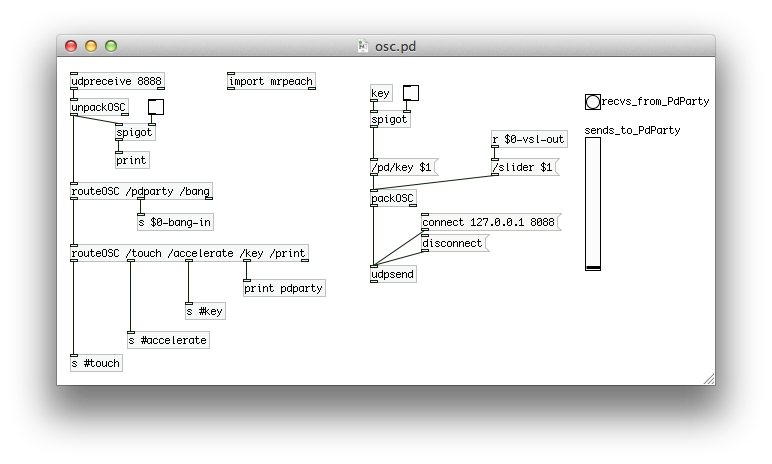 osc.pd
udpreceive 8888
import mrpeach
unpackOSC
spigot
print
routeOSC /pdparty /bang
s $0-bang-in
routeOSC /touch /accelerate /key /print
print pdparty
s #key
s #accelerate
s #touch
key
spigot
r $0-vsl-out
/pd/key $1
/slider $1
packOSC
connect 127.0.0.1 8088
disconnect
udpsend
recvs_from_PdParty
sends_to_PdParty